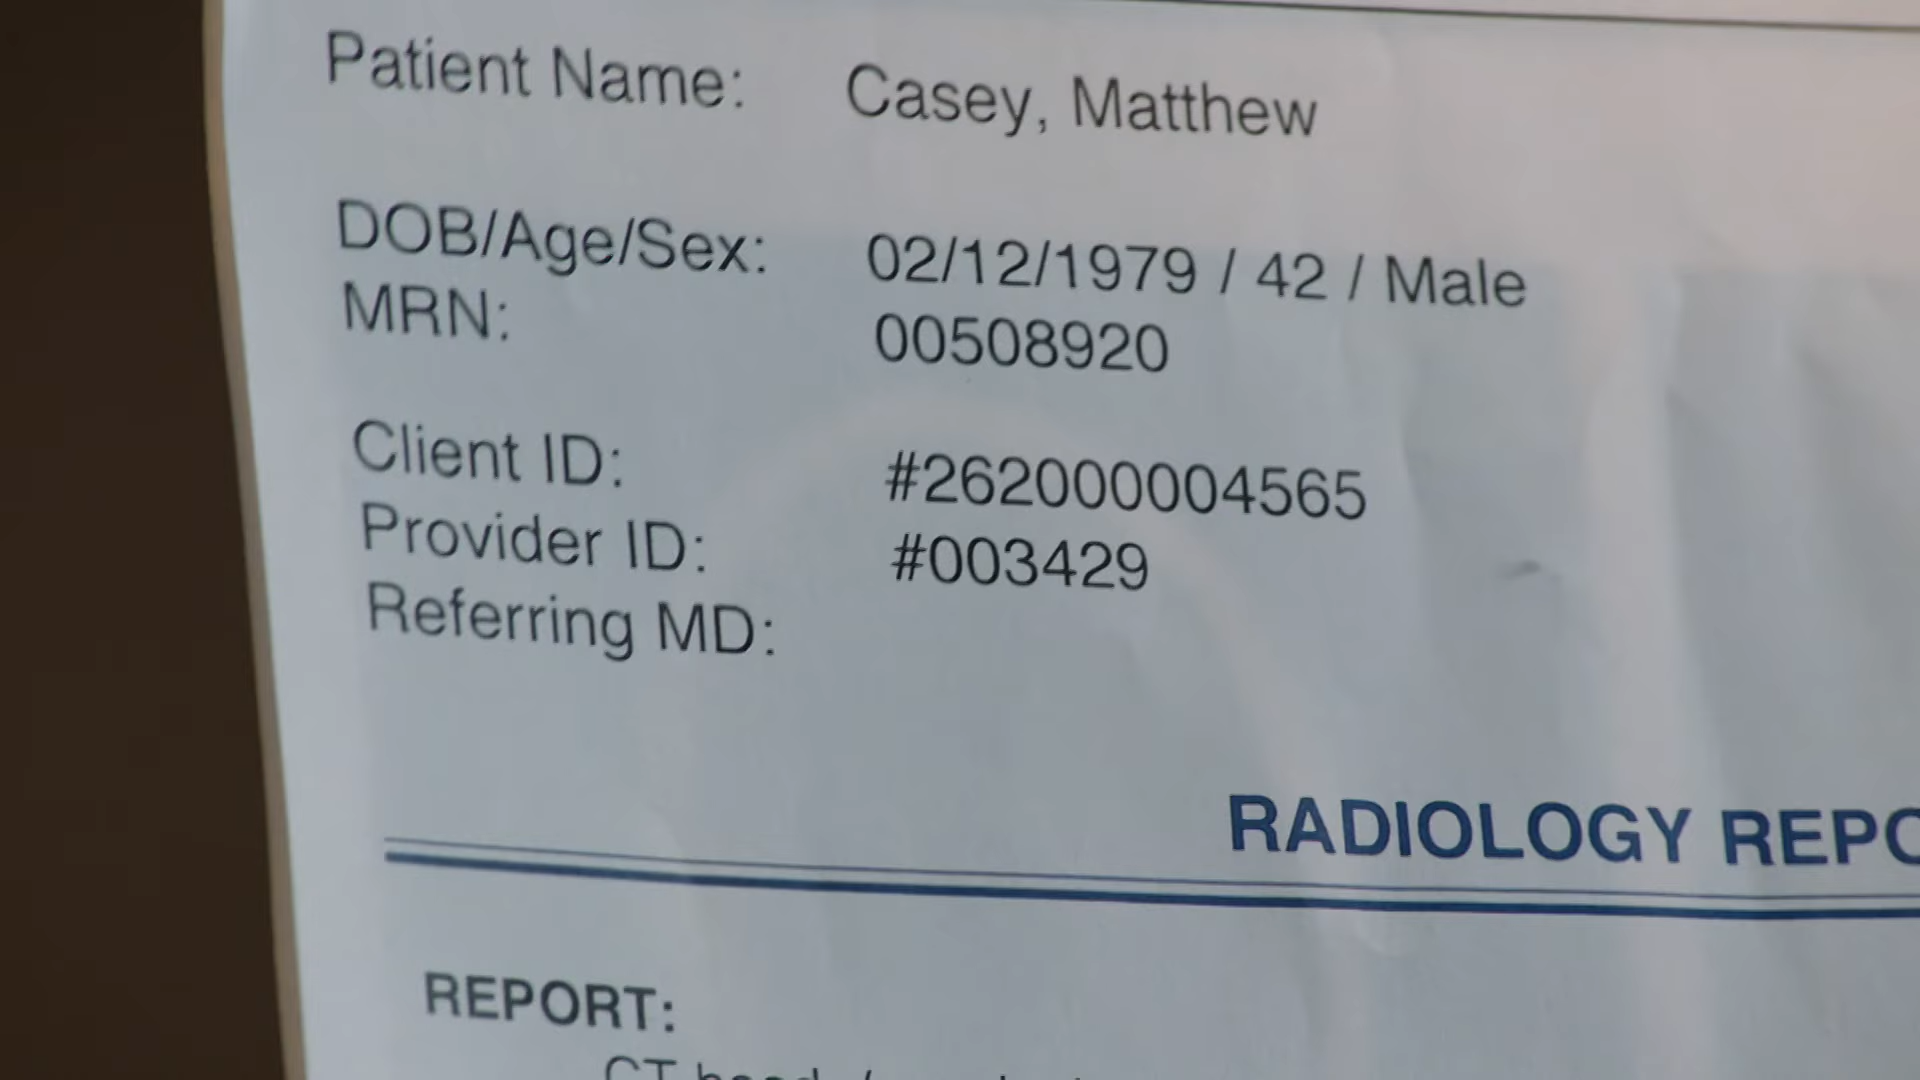 Patient Name: Casey, Matthew
DOB/Age/Sex: 02/12/1979 / 42 / Male
MRN: 00508920
Client ID: #262000004565
Provider ID: #003429
Referring MD:
RADIOLOGY REPO
REPORT:
CT